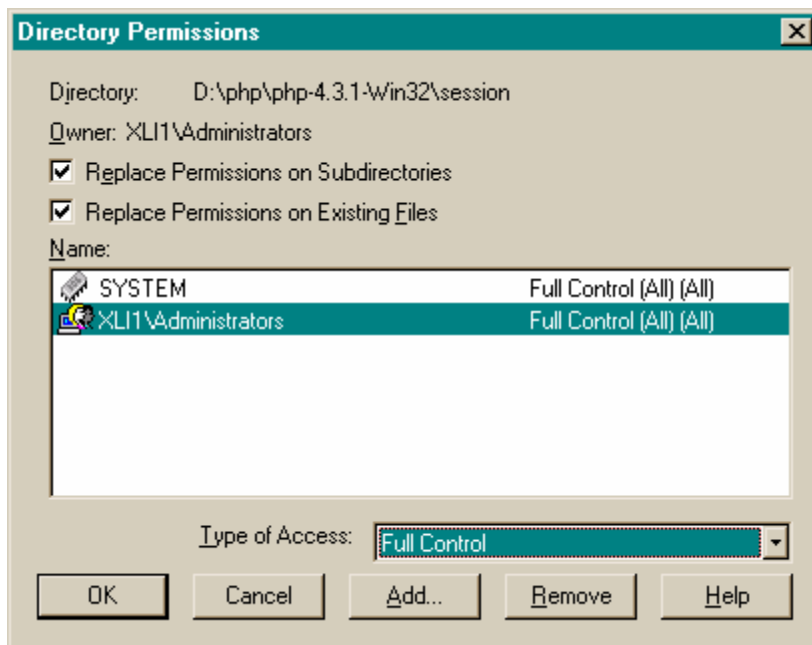 Directory Permissions
Directory: D:\php\php-4.3.1-Win32\session
Owner: XLI1\Administrators
Replace Permissions on Subdirectories
Replace Permissions on Existing Files
Name:
SYSTEM Full Control (All) (All)
XLI1\Administrators Full Control (All) (All)
Type of Access: Full Control
OK Cancel Add... Remove Help